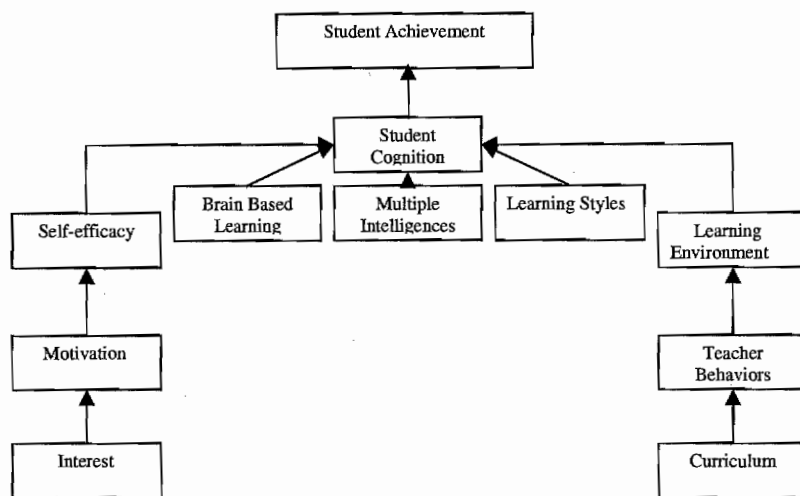 Student Achievement
Student
Cognition
Brain Based
Learning
Multiple
Intelligences
Learning Styles
Self-efficacy
Learning
Environment
Motivation
Teacher
Behaviors
Interest
Curriculum